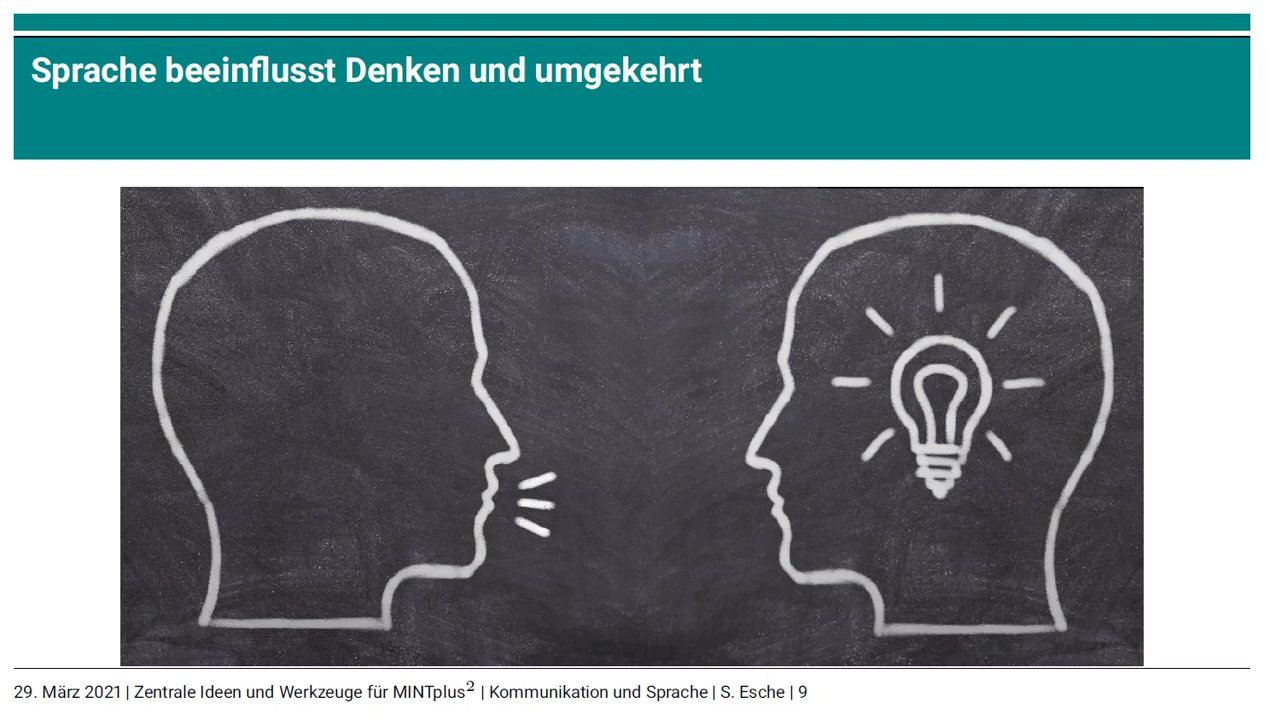 Sprache beeinflusst Denken und umgekehrt
29. März 2021 | Zentrale Ideen und Werkzeuge für MINTplus² | Kommunikation und Sprache | S. Esche | 9